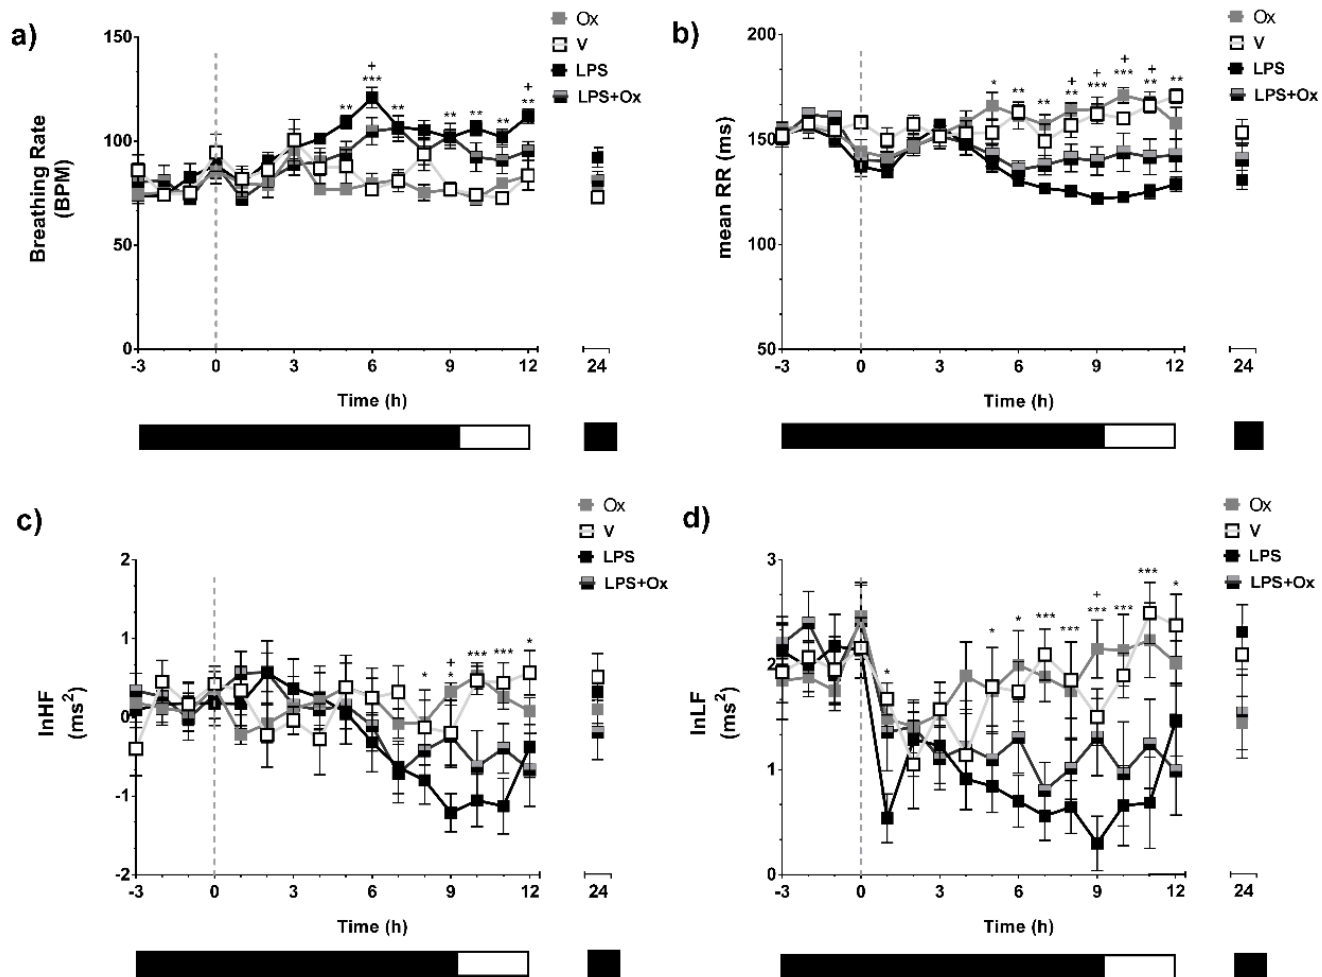 a)
150
100
50
0
Breathing Rate
(BPM)
-3 0 3 6 9 12 24
Time (h)
Ox
V
LPS
LPS+Ox
** + *** ** ** ** ** + **
b)
200
150
100
50
mean RR (ms)
-3 0 3 6 9 12 24
Time (h)
Ox
V
LPS
LPS+Ox
* ** ** + ** + *** + *** + ** **
c)
2
1
0
-1
-2
lnHF
(ms2)
-3 0 3 6 9 12 24
Time (h)
Ox
V
LPS
LPS+Ox
* + * *** *** *
d)
3
2
1
0
lnLF
(ms2)
-3 0 3 6 9 12 24
Time (h)
Ox
V
LPS
LPS+Ox
* * * *** *** + *** *** *** *